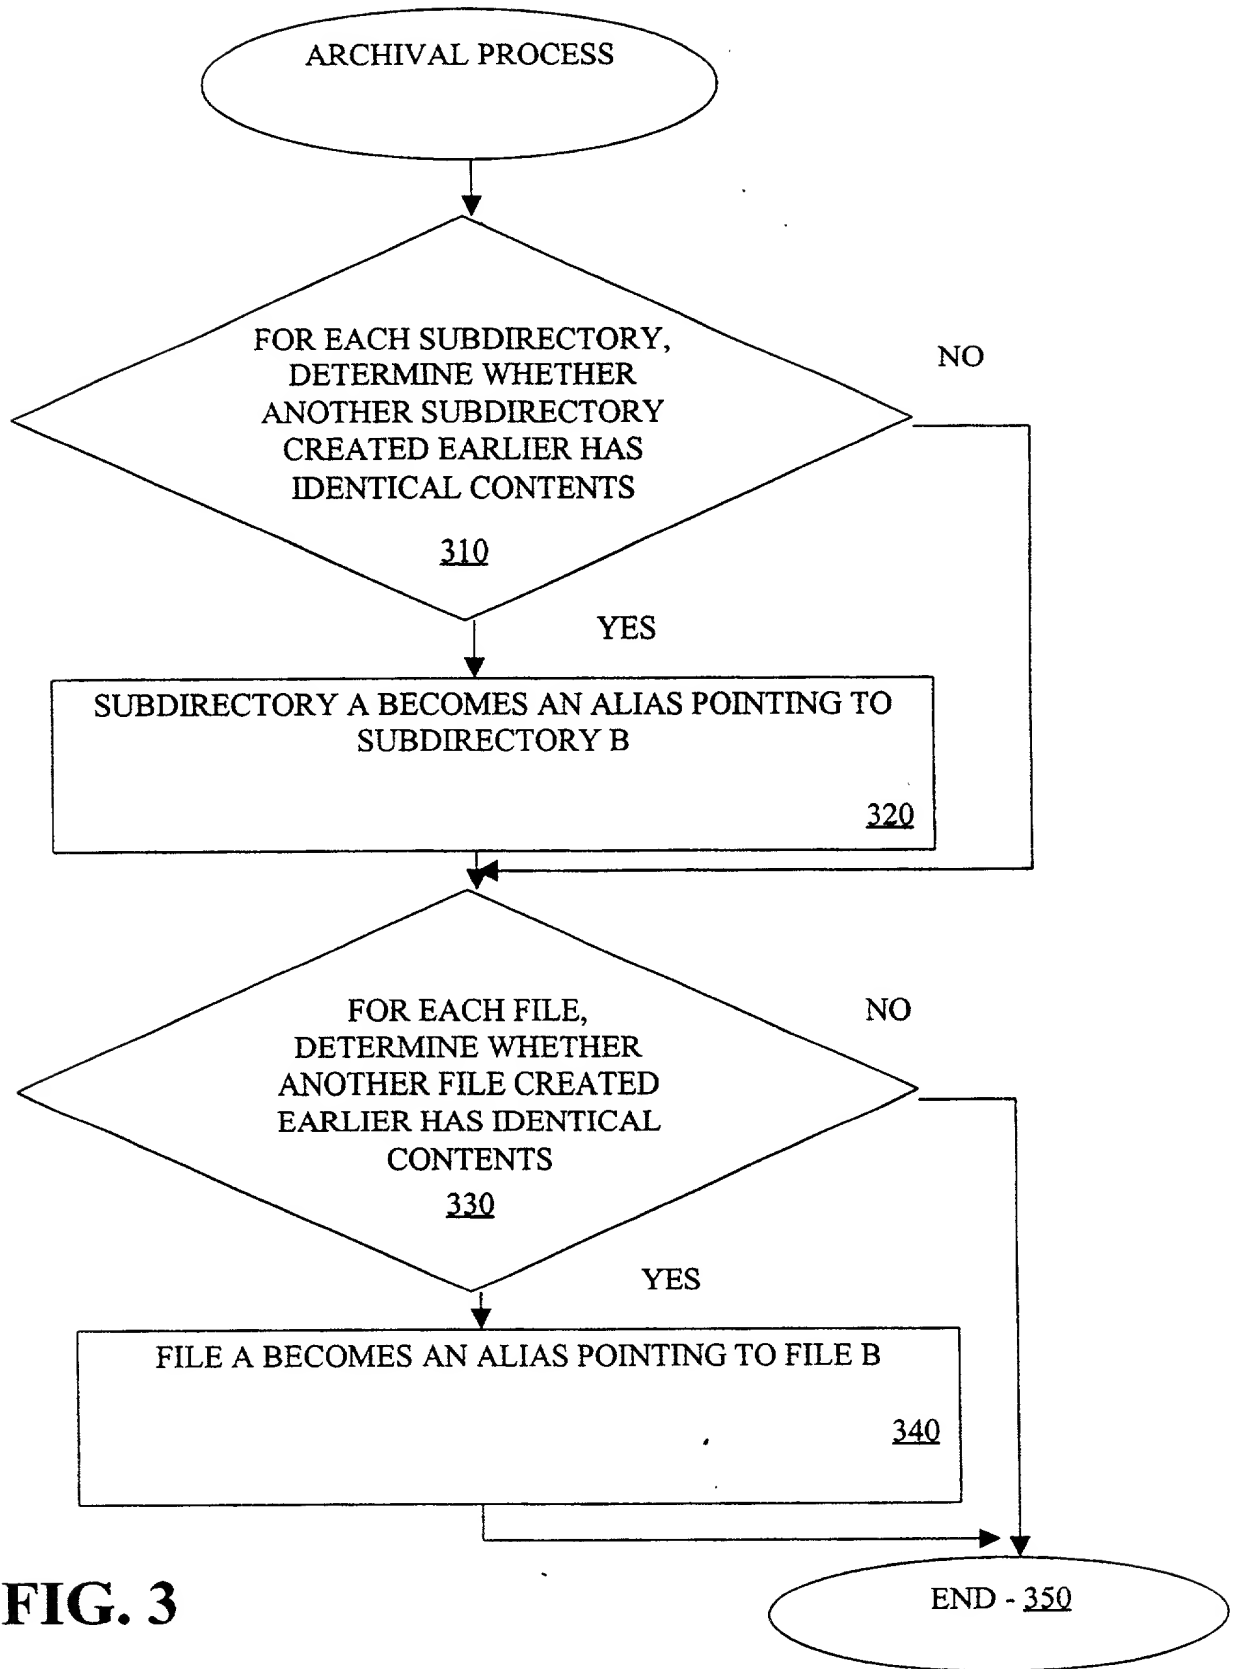 ARCHIVAL PROCESS
FOR EACH SUBDIRECTORY,
DETERMINE WHETHER
ANOTHER SUBDIRECTORY
CREATED EARLIER HAS
IDENTICAL CONTENTS
310
NO
YES
SUBDIRECTORY A BECOMES AN ALIAS POINTING TO
SUBDIRECTORY B
320
FOR EACH FILE,
DETERMINE WHETHER
ANOTHER FILE CREATED
EARLIER HAS IDENTICAL
CONTENTS
330
NO
YES
FILE A BECOMES AN ALIAS POINTING TO FILE B
340
END - 350
FIG. 3